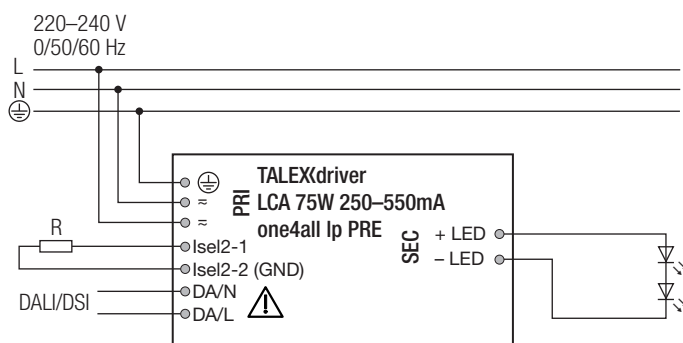 220–240 V
0/50/60 Hz
L
N
TALEXXdriver
LCA 75W 250–550mA
one4all lp PRE
PRI
≂
≂
R
Isel2-1
Isel2-2 (GND)
DALI/DSI
DA/N
DA/L
SEC
+ LED
– LED